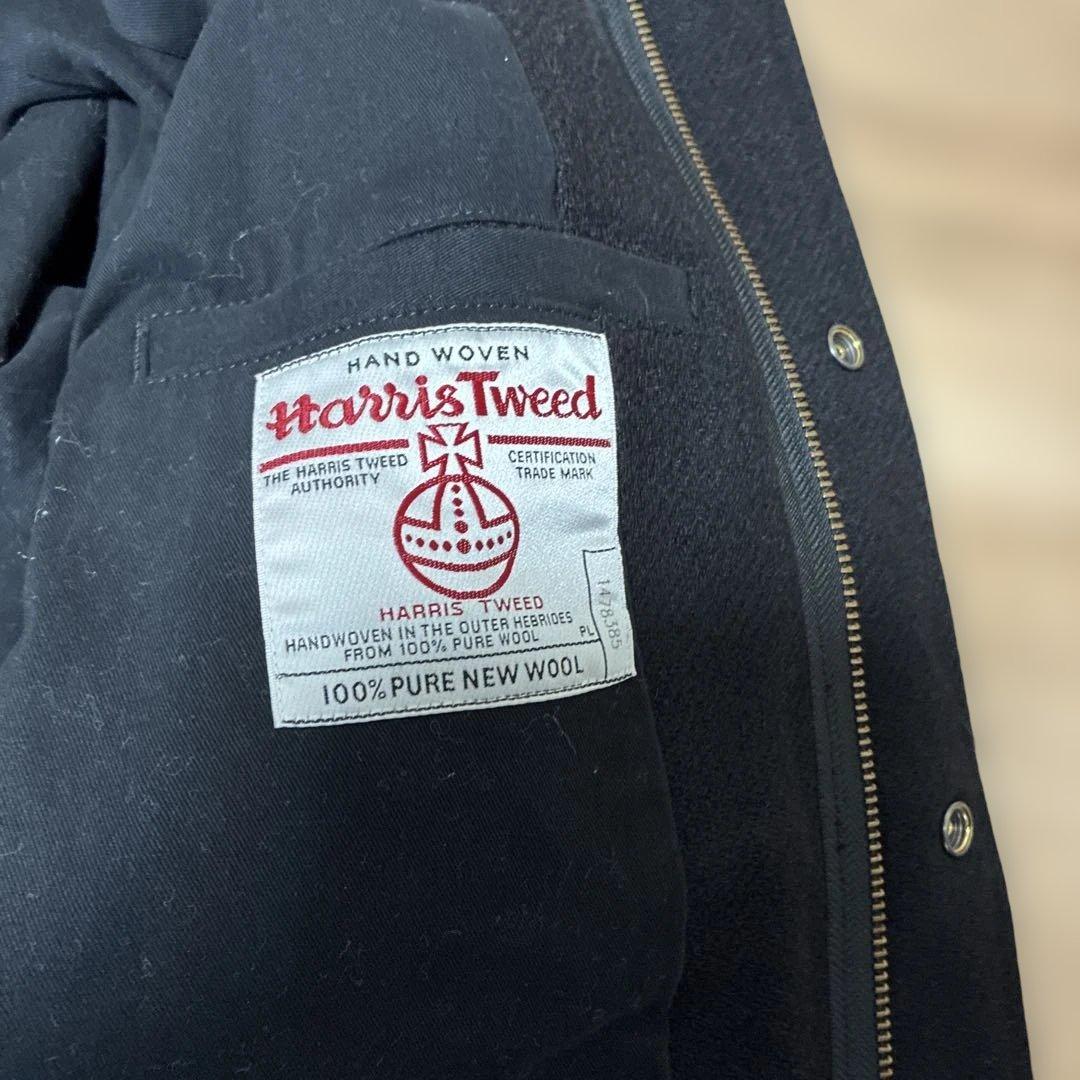 HAND WOVEN
Harris Tweed
THE HARRIS TWEED
AUTHORITY
CERTIFICATION
TRADE MARK
HARRIS TWEED
HANDWOVEN IN THE OUTER HEBRIDES
FROM 100% PURE WOOL
PL
1478385
100% PURE NEW WOOL